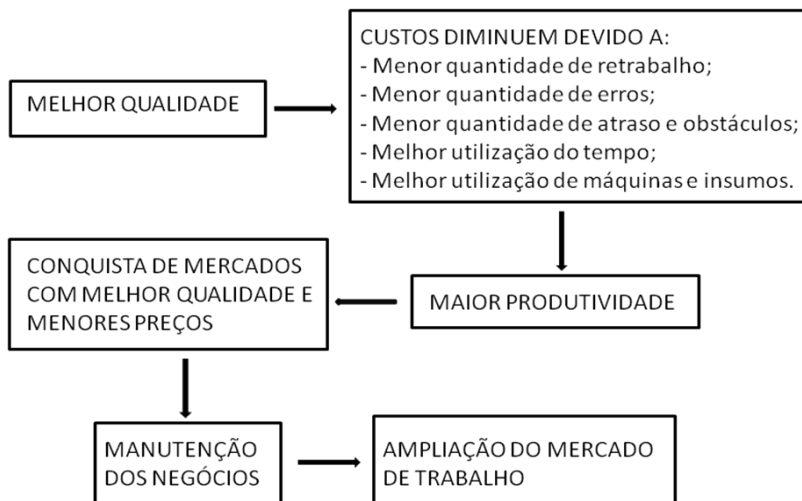 MELHOR QUALIDADE
CUSTOS DIMINUEM DEVIDO A:
- Menor quantidade de retrabalho;
- Menor quantidade de erros;
- Menor quantidade de atraso e obstáculos;
- Melhor utilização do tempo;
- Melhor utilização de máquinas e insumos.
MAIOR PRODUTIVIDADE
CONQUISTA DE MERCADOS
COM MELHOR QUALIDADE E
MENORES PREÇOS
MANUTENÇÃO
DOS NEGÓCIOS
AMPLIAÇÃO DO MERCADO
DE TRABALHO